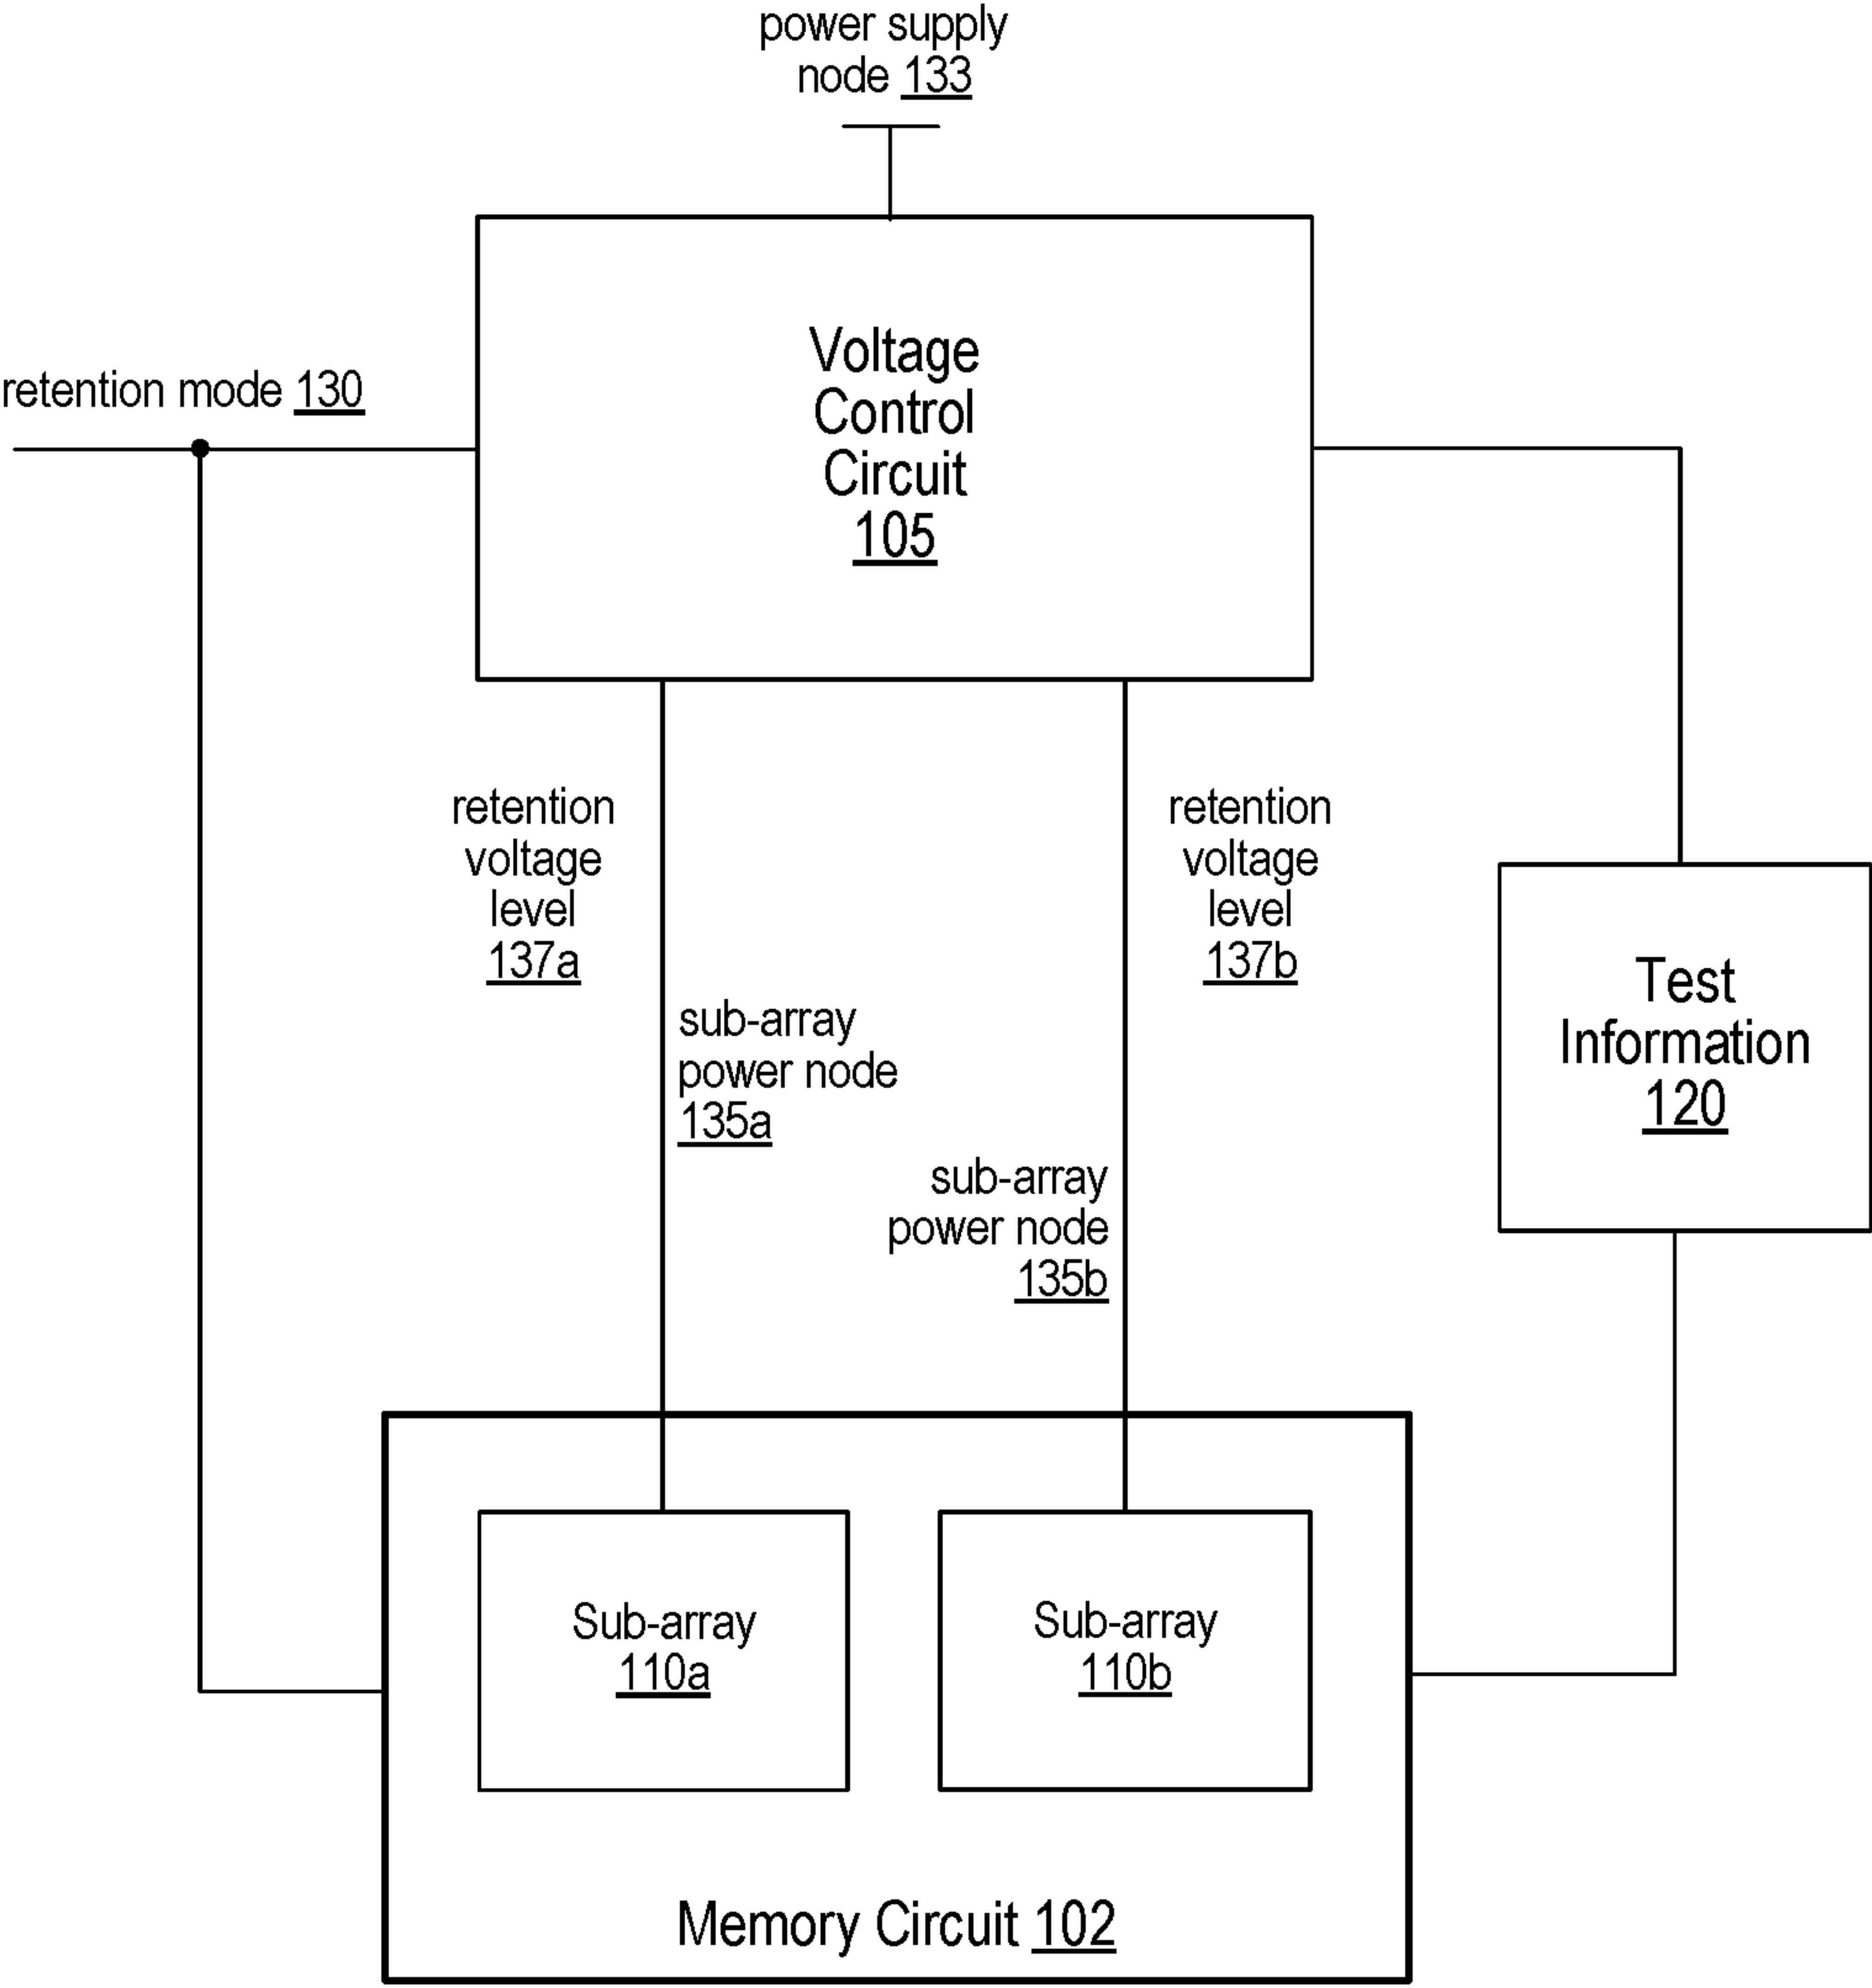 power supply
node 133
retention mode 130
Voltage
Control
Circuit
105
retention
voltage
level
137a
retention
voltage
level
137b
sub-array
power node
135a
sub-array
power node
135b
Test
Information
120
Sub-array
110a
Sub-array
110b
Memory Circuit 102